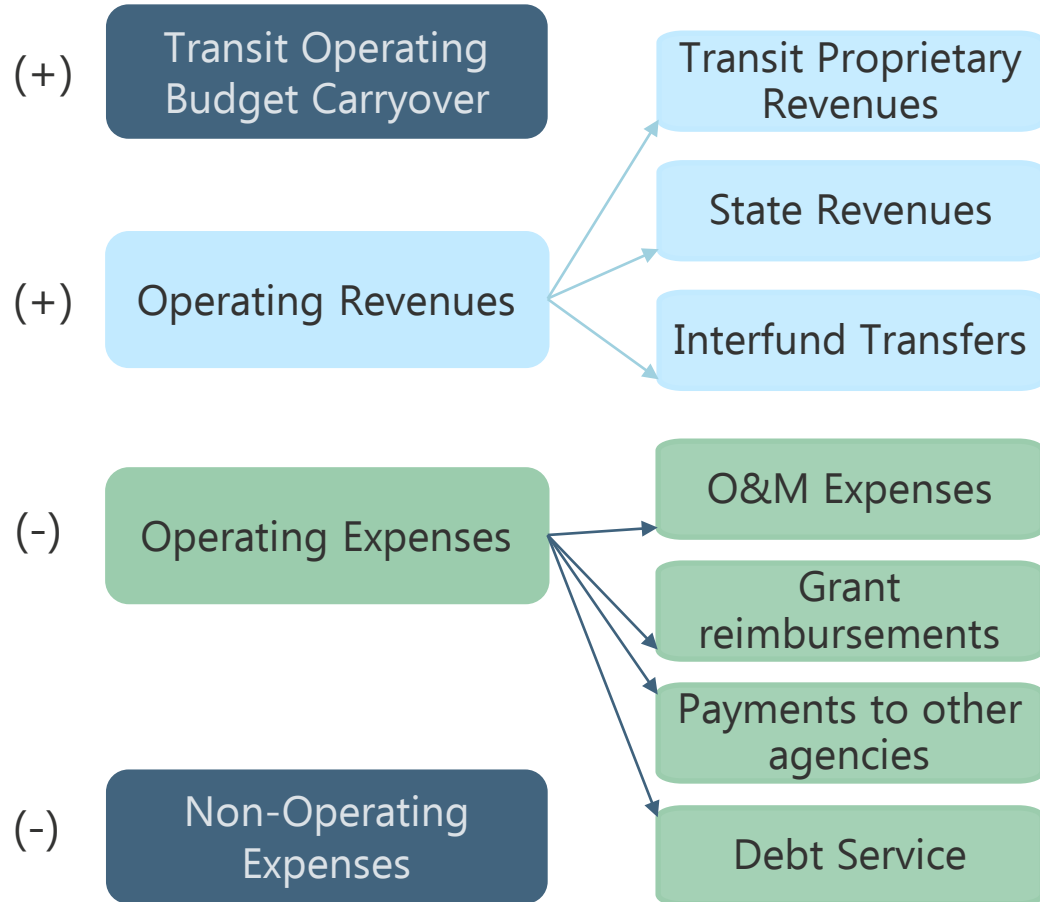 (+)
Transit Operating
Budget Carryover
Transit Proprietary
Revenues
State Revenues
(+)
Operating Revenues
Interfund Transfers
(-)
Operating Expenses
O&M Expenses
Grant
reimbursements
Payments to other
agencies
(-)
Non-Operating
Expenses
Debt Service